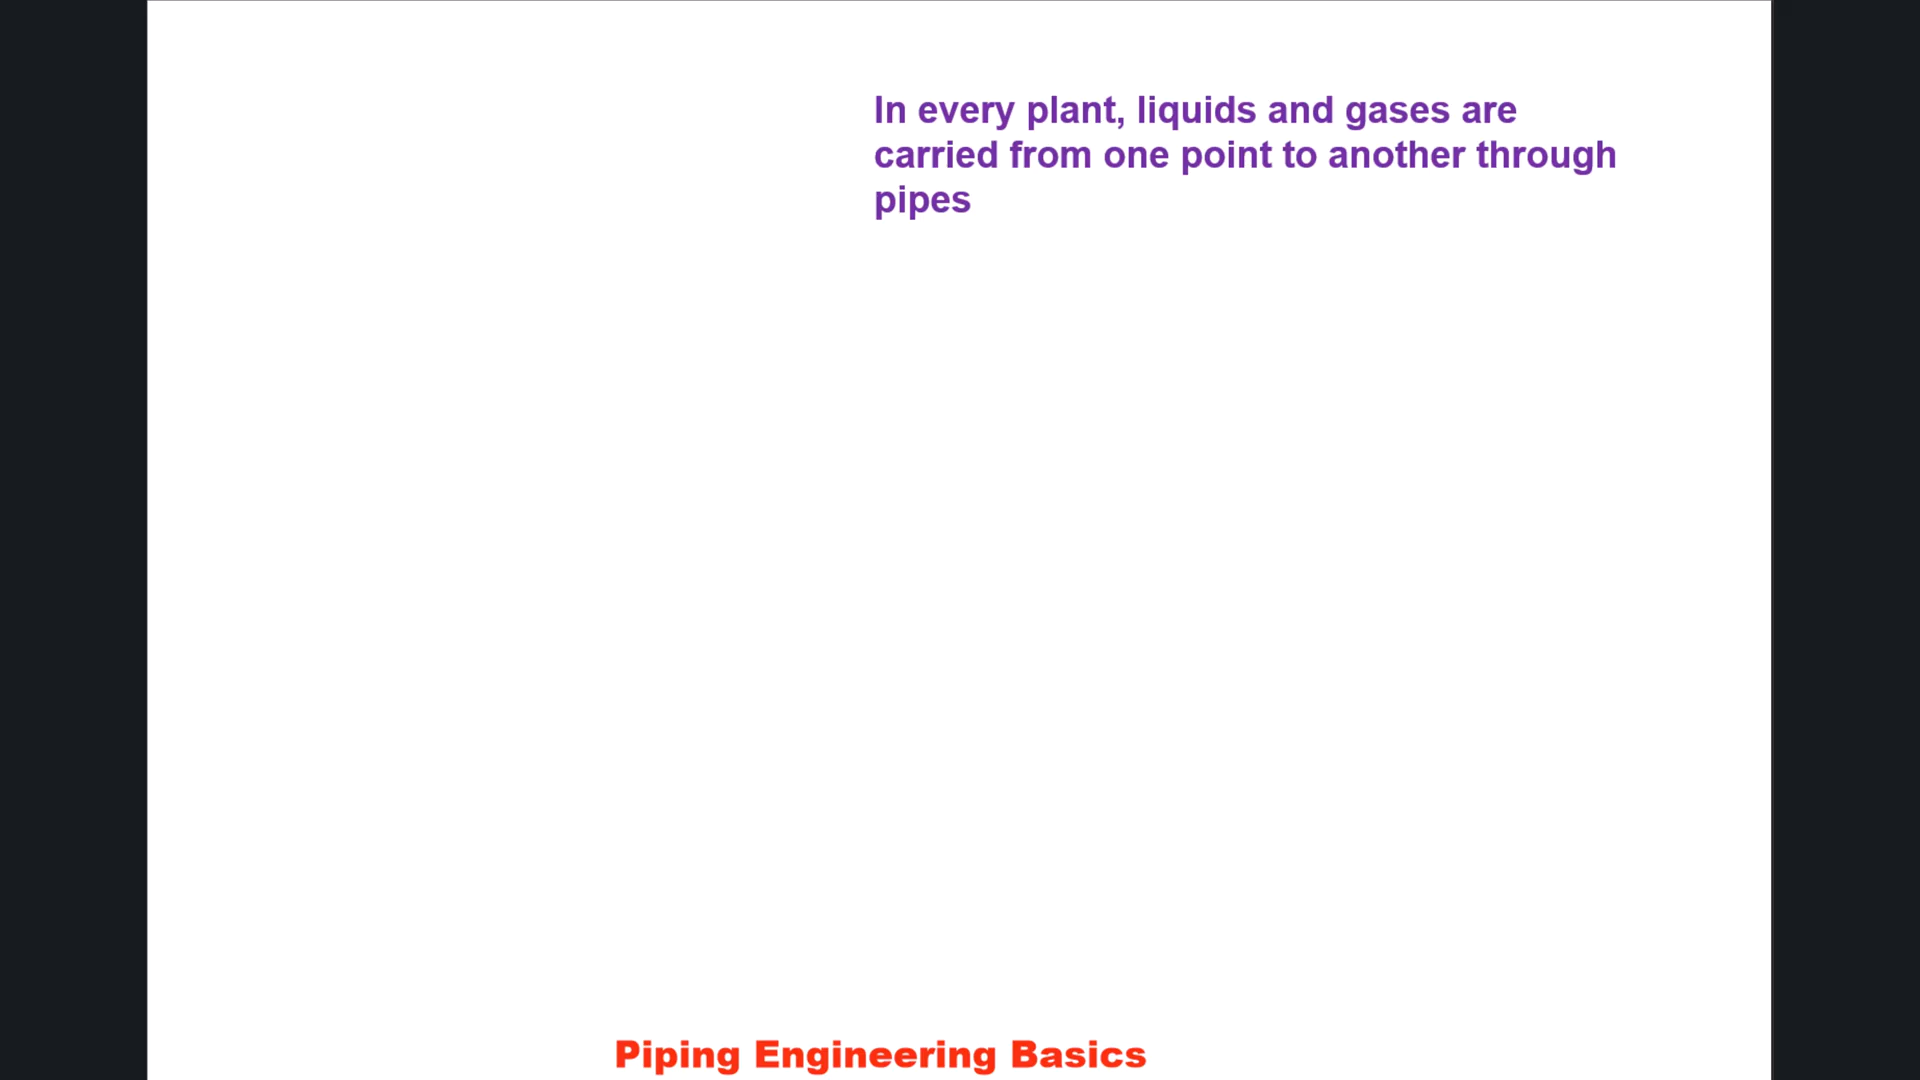 In every plant, liquids and gases are
carried from one point to another through
pipes
Piping Engineering Basics